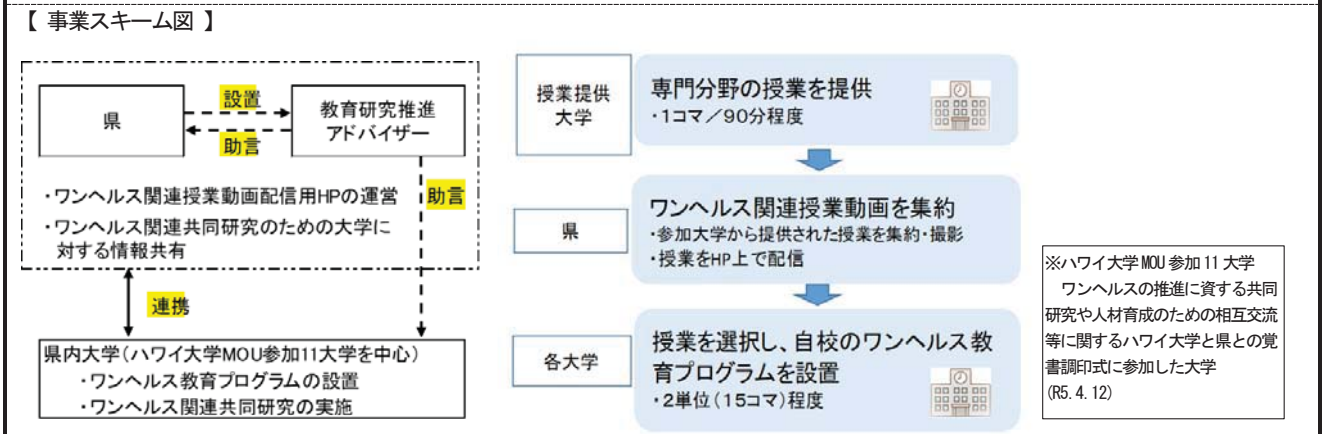 【 事業スキーム図 】
県
設置
助言
教育研究推進
アドバイザー
・ワンヘルス関連授業動画配信用HPの運営
・ワンヘルス関連共同研究のための大学に
対する情報共有
助言
連携
県内大学(ハワイ大学MOU参加11大学を中心)
・ワンヘルス教育プログラムの設置
・ワンヘルス関連共同研究の実施
授業提供
大学
専門分野の授業を提供
・1コマ/90分程度
県
ワンヘルス関連授業動画を集約
・参加大学から提供された授業を集約・撮影
・授業をHP上で配信
各大学
授業を選択し、自校のワンヘルス教
育プログラムを設置
・2単位(15コマ)程度
※ハワイ大学 MOU 参加 11 大学
ワンヘルスの推進に資する共同
研究や人材育成のための相互交流
等に関するハワイ大学と県との覚
書調印式に参加した大学
(R5.4.12)